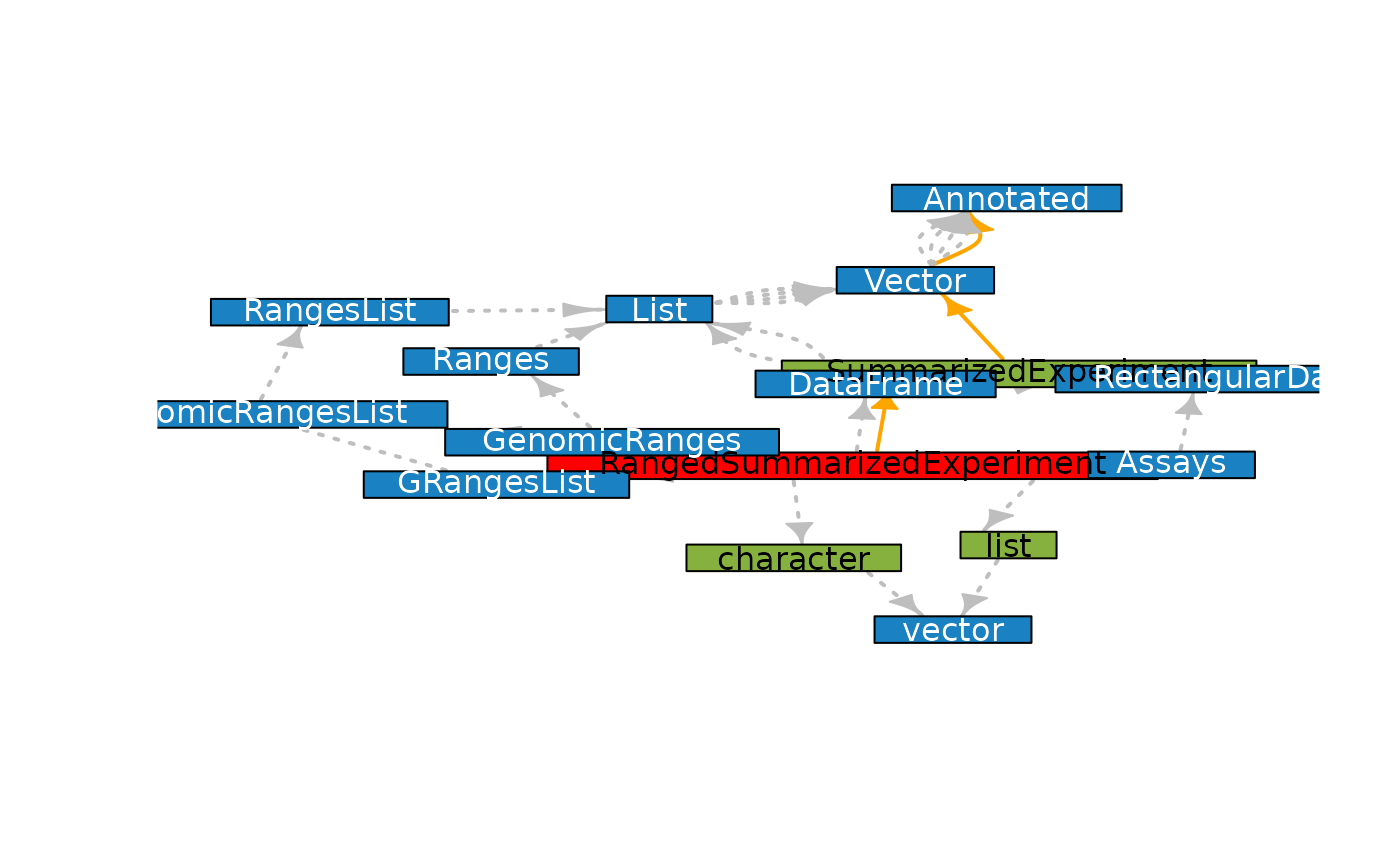 Annotated
Vector
RangesList
List
Ranges
SummarizedExperiment
DataFrame
RectangularDa
omicRangesList
GenomicRanges
RangedSummarizedExperiment
Assays
GRangesList
character
list
vector